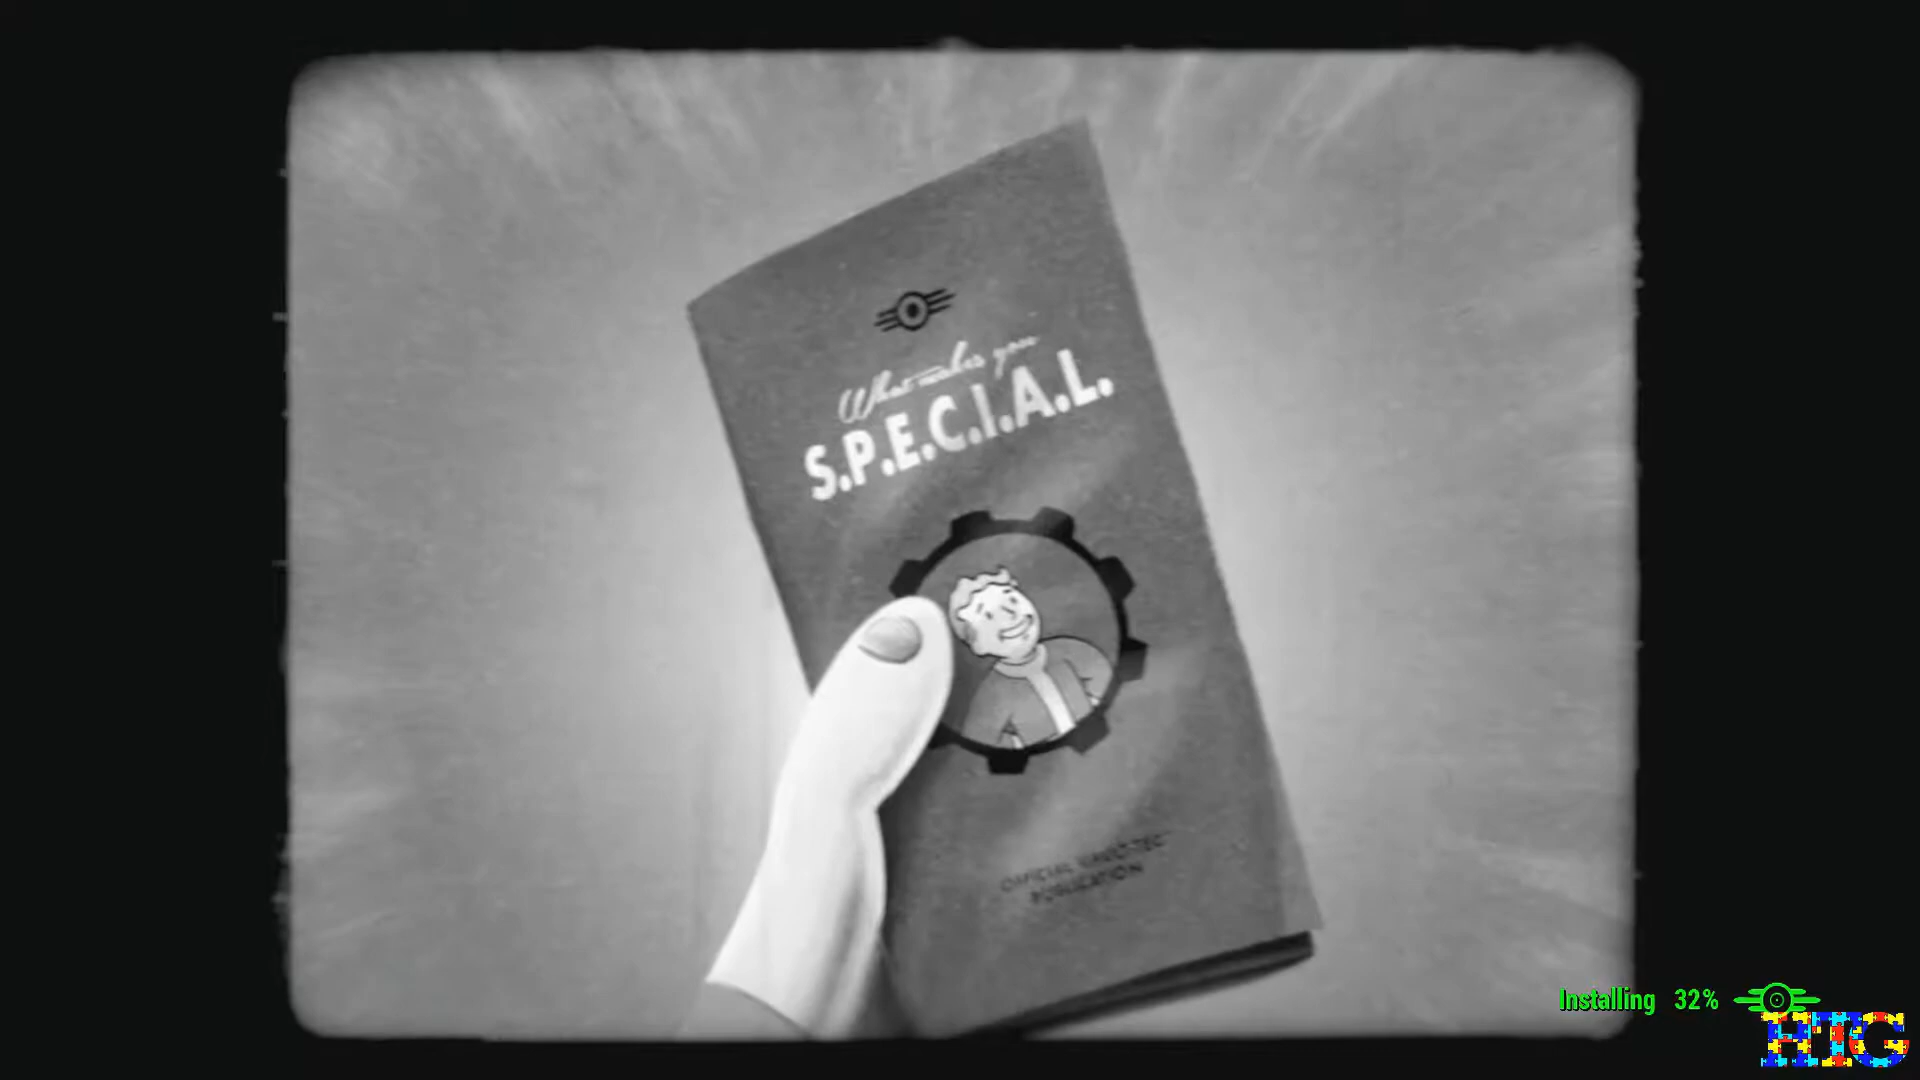 What makes you
S.P.E.C.I.A.L.
OFFICIAL VAULT-TEC
PUBLICATION
Installing 32%
HTG